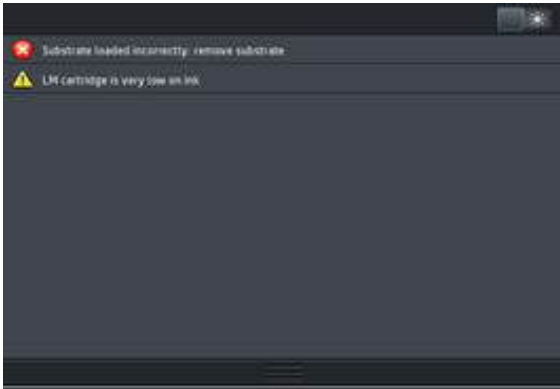 Substrate loaded incorrectly: remove substrate
LM cartridge is very low on ink